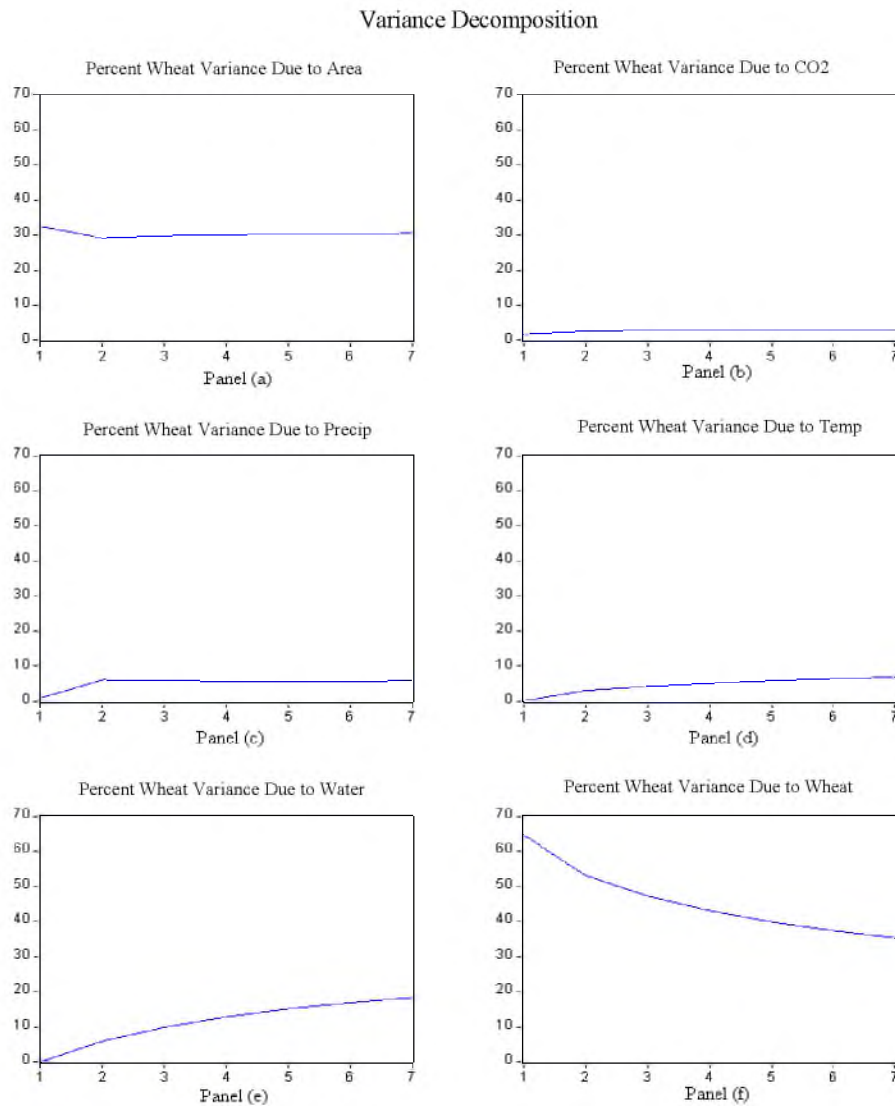 Variance Decomposition
Percent Wheat Variance Due to Area
70
60
50
40
30
20
10
0
1 2 3 4 5 6 7
Panel (a)
Percent Wheat Variance Due to CO2
70
60
50
40
30
20
10
0
1 2 3 4 5 6 7
Panel (b)
Percent Wheat Variance Due to Precip
70
60
50
40
30
20
10
0
1 2 3 4 5 6 7
Panel (c)
Percent Wheat Variance Due to Temp
70
60
50
40
30
20
10
0
1 2 3 4 5 6 7
Panel (d)
Percent Wheat Variance Due to Water
70
60
50
40
30
20
10
0
1 2 3 4 5 6 7
Panel (e)
Percent Wheat Variance Due to Wheat
70
60
50
40
30
20
10
0
1 2 3 4 5 6 7
Panel (f)